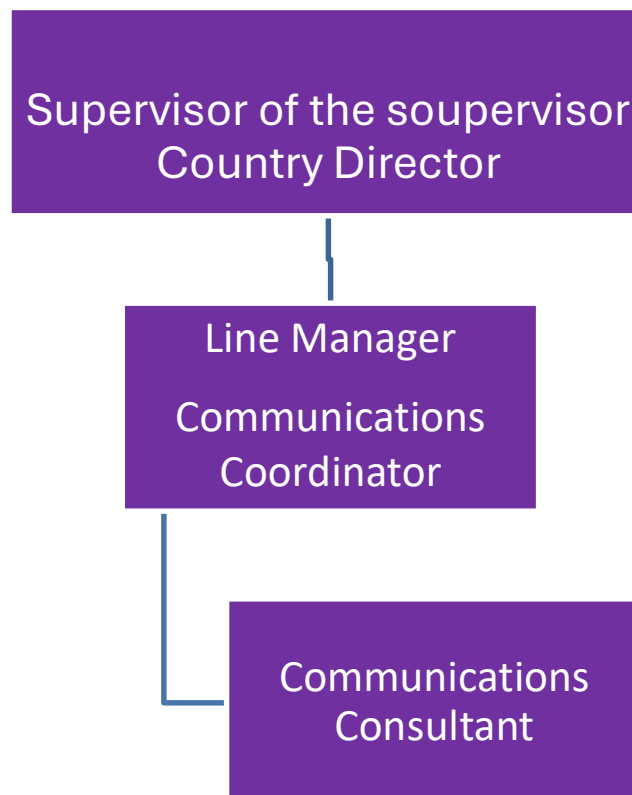 Supervisor of the soupervisor
Country Director
Line Manager
Communications
Coordinator
Communications
Consultant